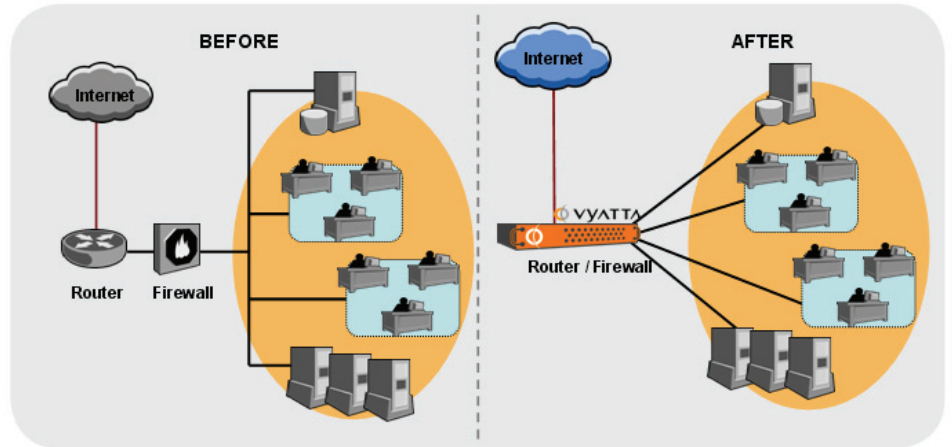 BEFORE
Internet
Router
Firewall
AFTER
Internet
VYATTA
Router / Firewall